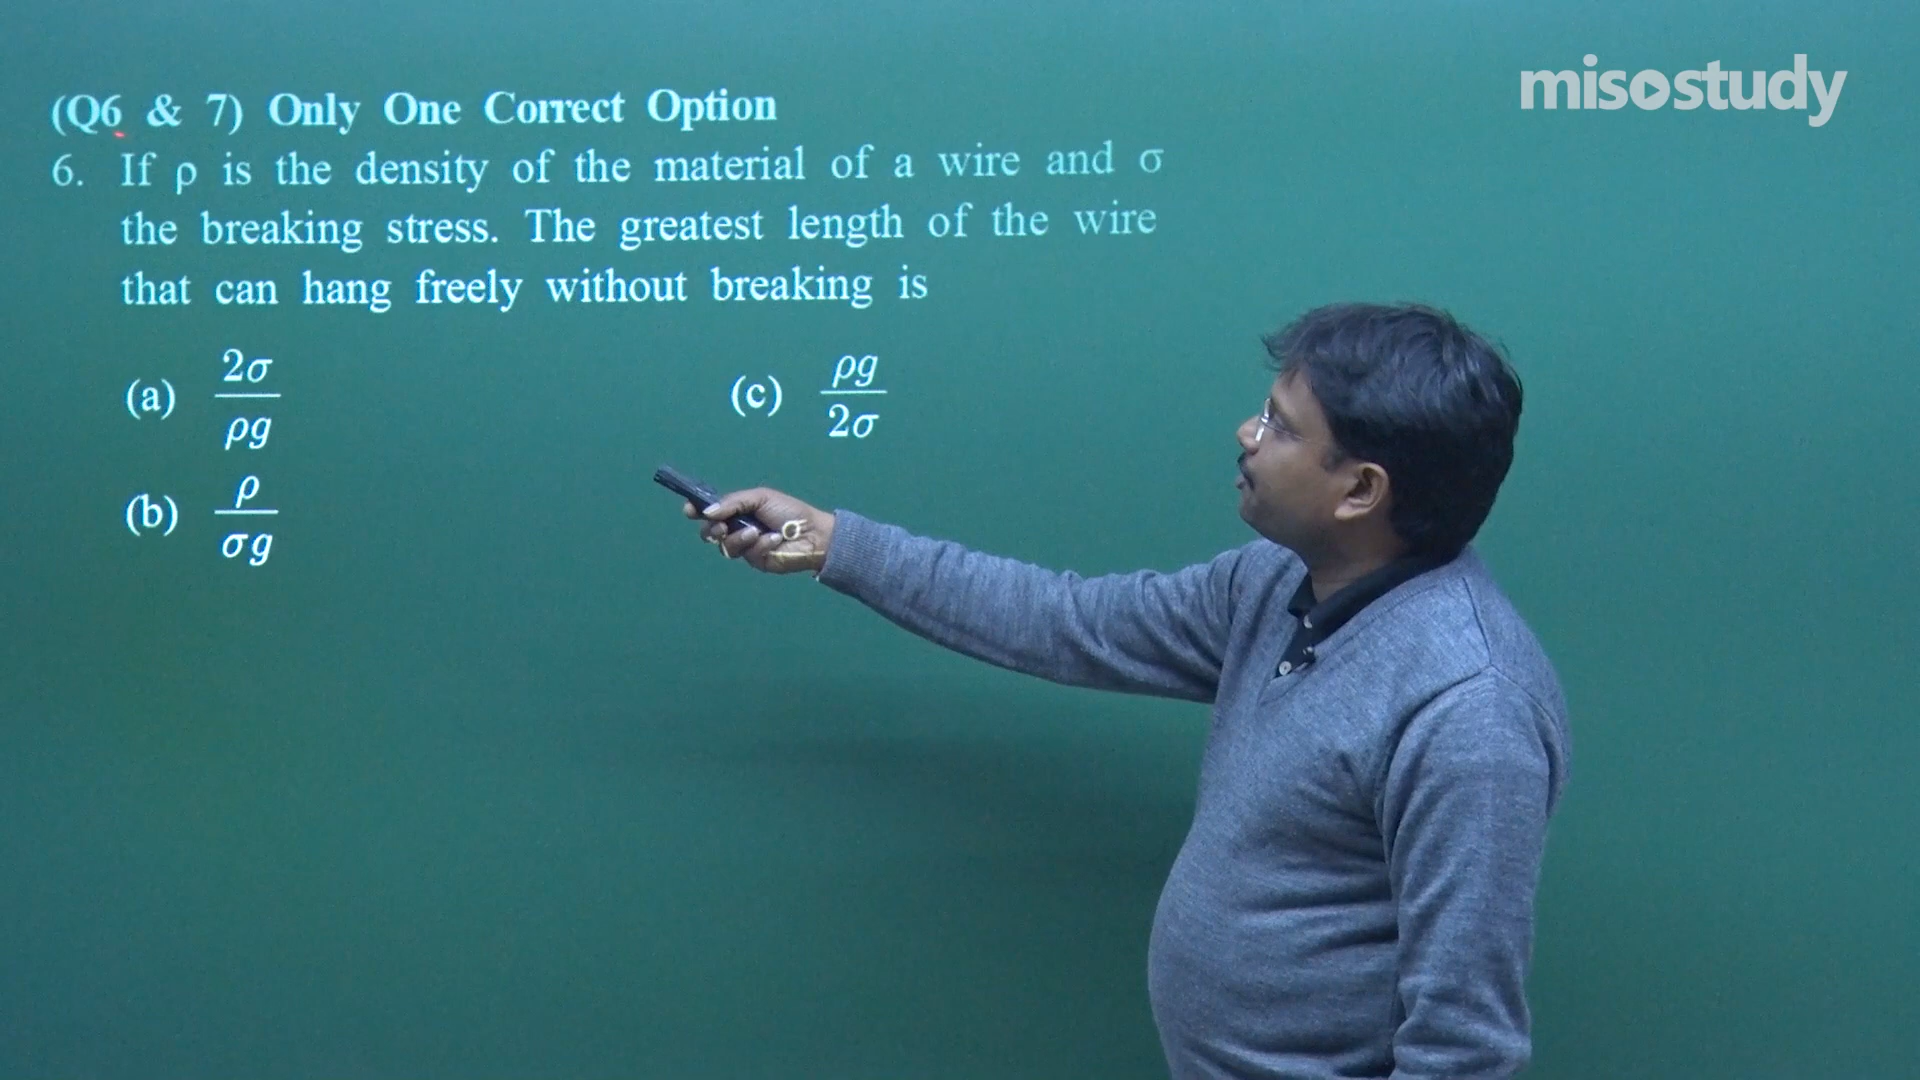 misostudy
(Q6 & 7) Only One Correct Option
6. If ρ is the density of the material of a wire and σ
the breaking stress. The greatest length of the wire
that can hang freely without breaking is
(a) 2σ/ρg
(c) ρg/2σ
(b) ρ/σg
σ